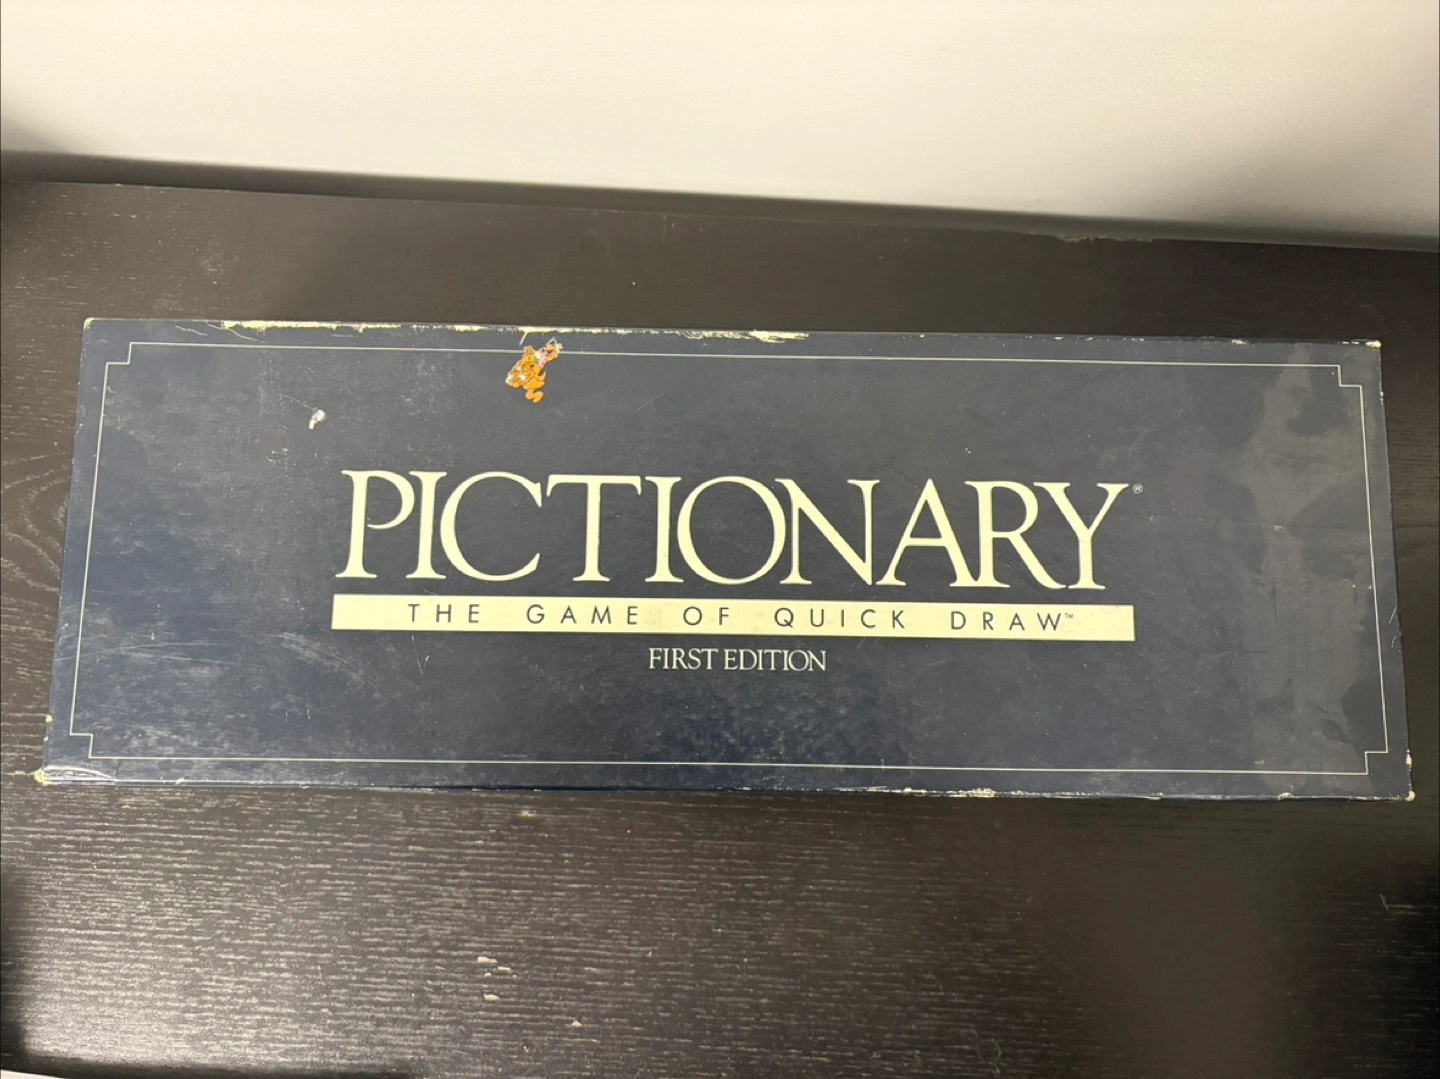 PICTIONARY®
THE GAME OF QUICK DRAW™
FIRST EDITION